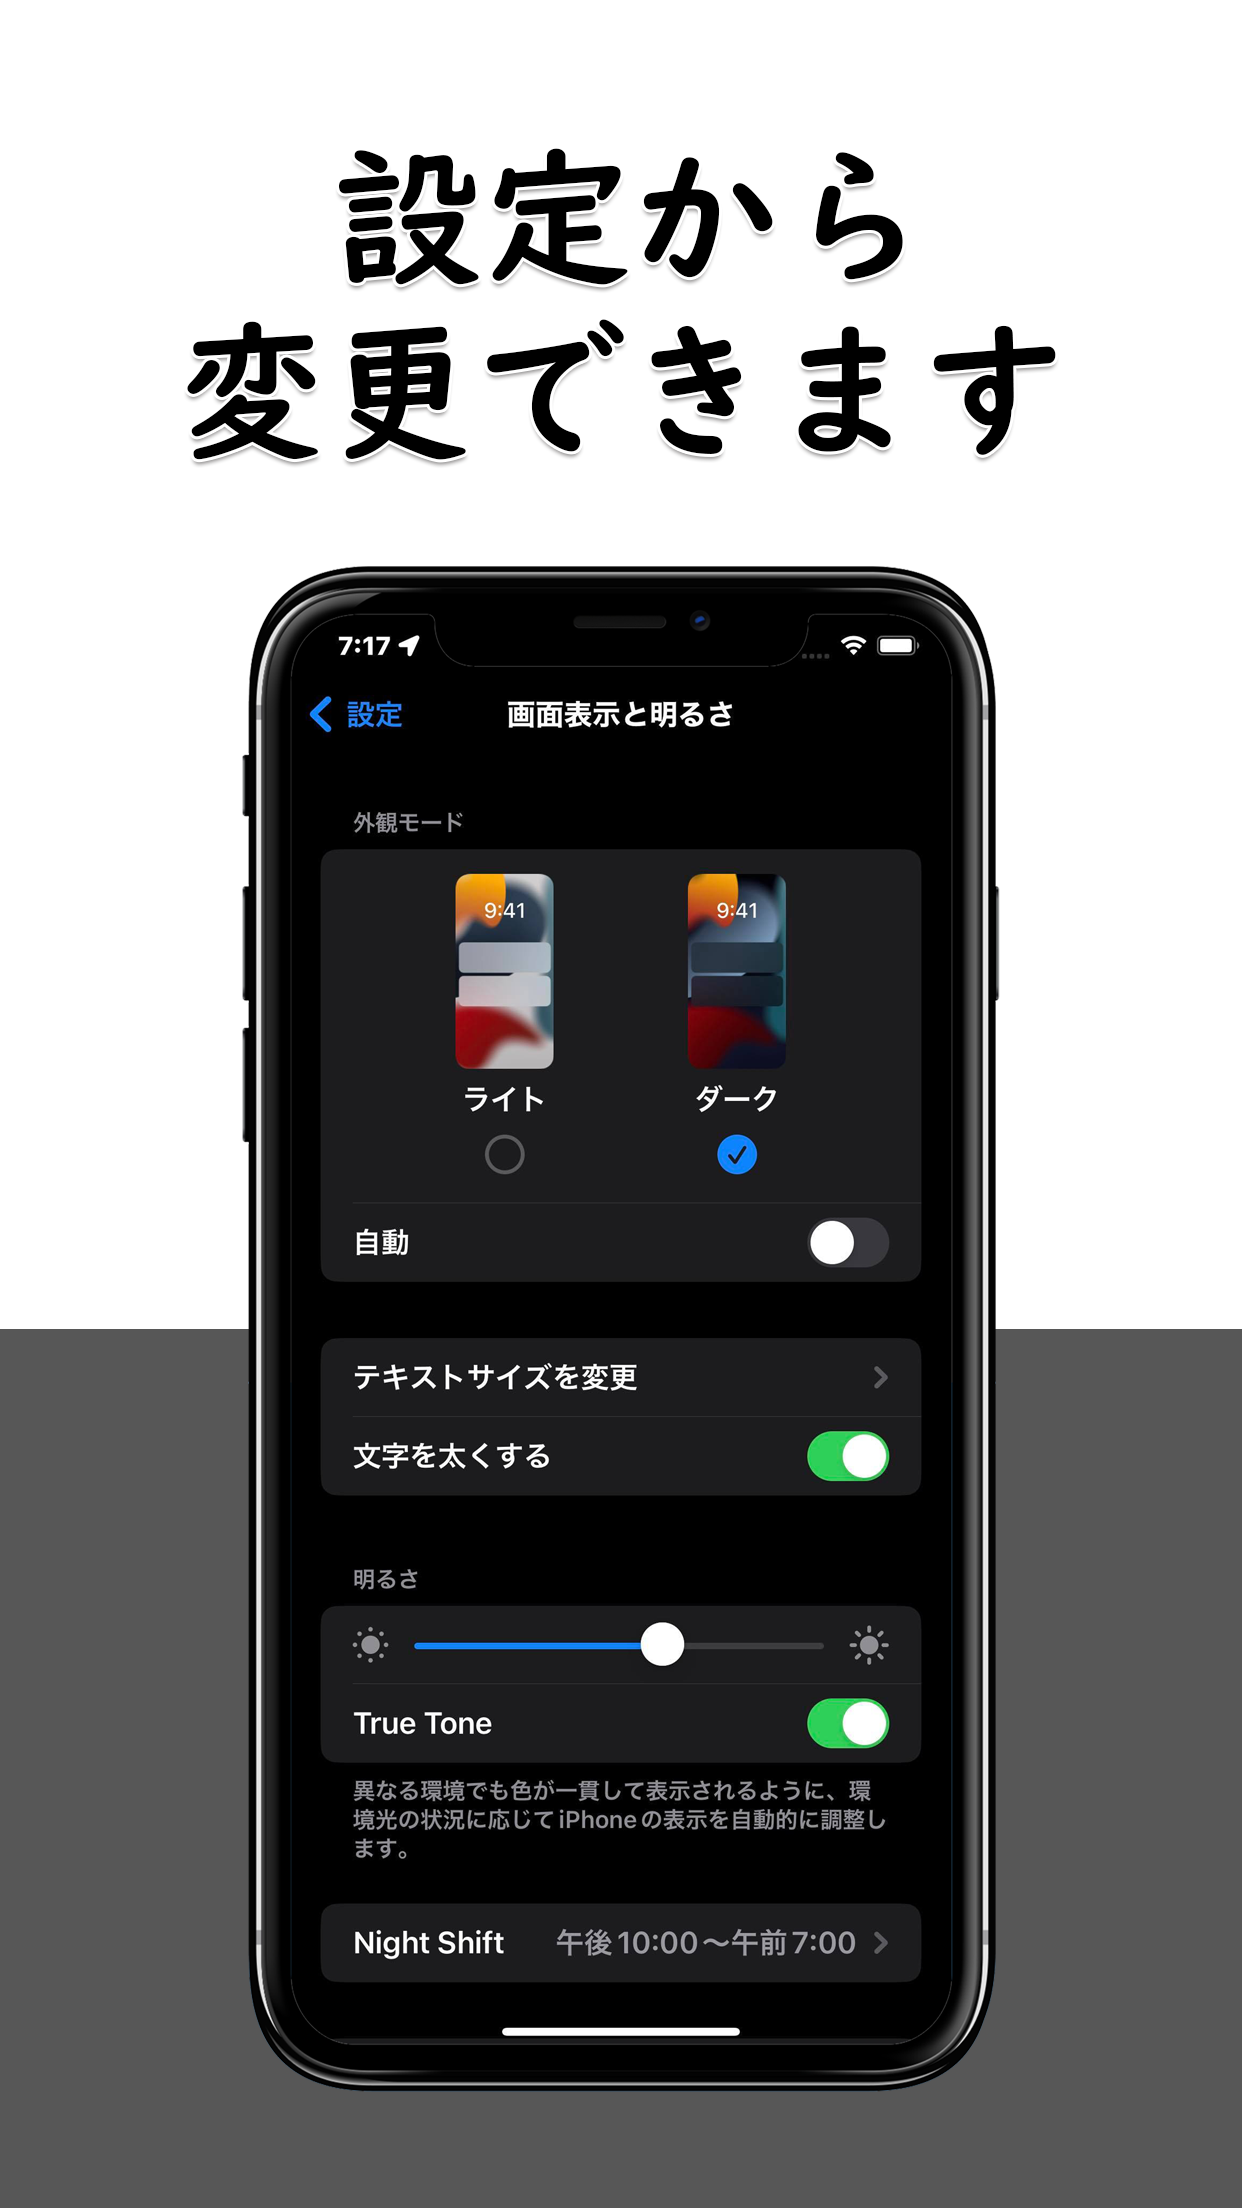 設定から
変更できます
7:17
設定
画面表示と明るさ
外観モード
9:41
9:41
ライト
ダーク
自動
テキストサイズを変更
文字を太くする
明るさ
True Tone
異なる環境でも色が一貫して表示されるように、環
境光の状況に応じてiPhoneの表示を自動的に調整し
ます。
Night Shift 午後10:00〜午前7:00